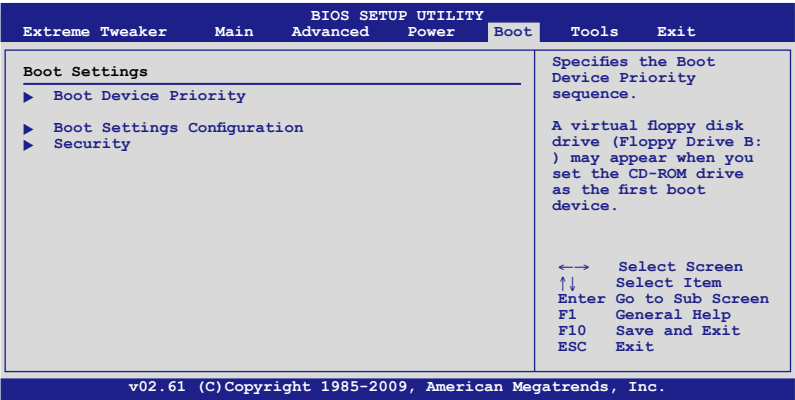 BIOS SETUP UTILITY
Extreme Tweaker Main Advanced Power Boot Tools Exit
Boot Settings
Boot Device Priority
Boot Settings Configuration
Security
Specifies the Boot
Device Priority
sequence.
A virtual floppy disk
drive (Floppy Drive B:
) may appear when you
set the CD-ROM drive
as the first boot
device.
←→ Select Screen
↑↓ Select Item
Enter Go to Sub Screen
F1 General Help
F10 Save and Exit
ESC Exit
v02.61 (C)Copyright 1985-2009, American Megatrends, Inc.